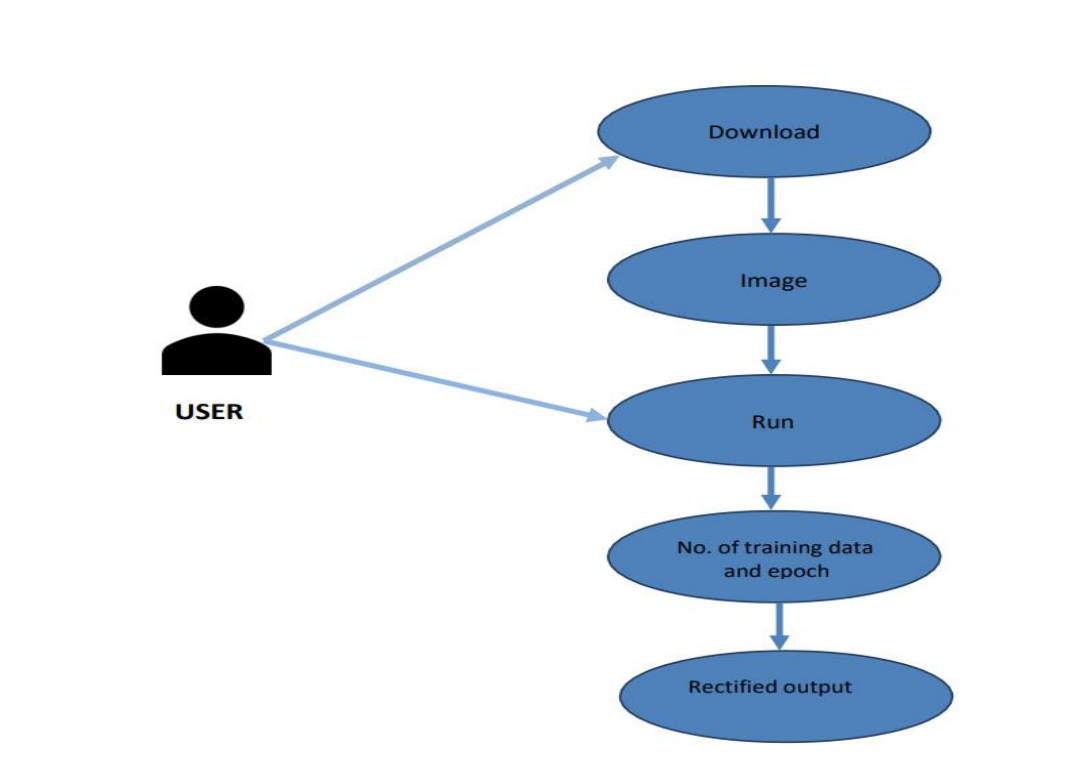 Download
Image
USER
Run
No. of training data
and epoch
Rectified output